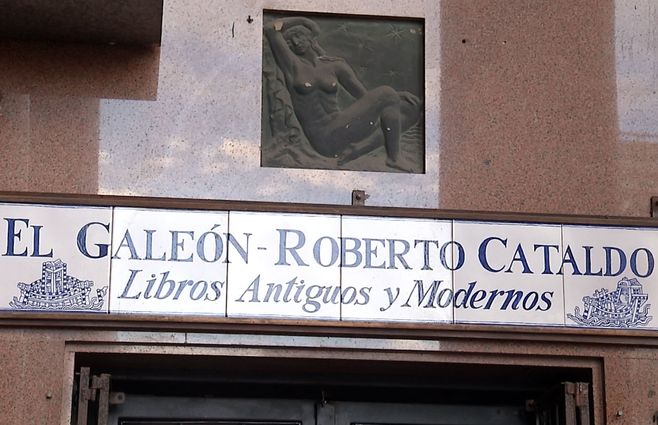 EL GALEÓN-ROBERTO CATALDO
Libros Antiguos y Modernos